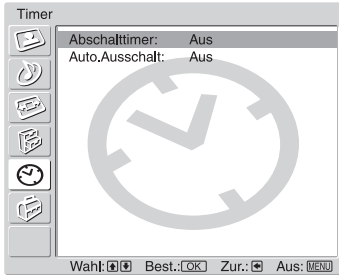 Timer
Abschalttimer: Aus
Auto.Ausschalt: Aus
Wahl: Best.: OK Zur.: Aus: MENU